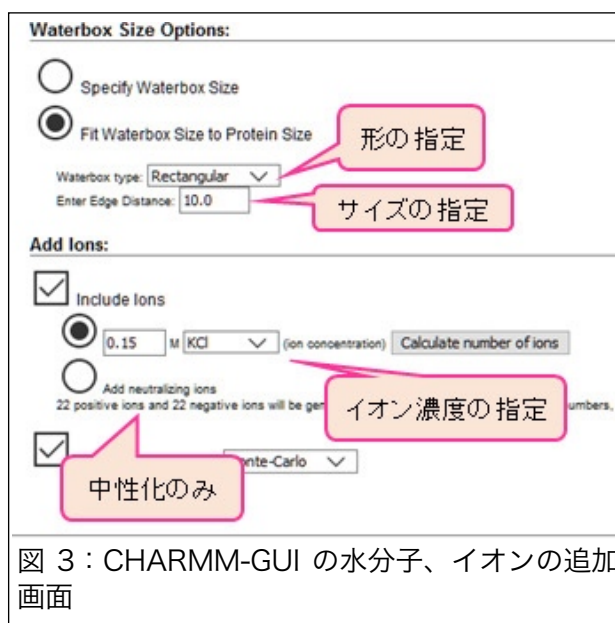 Waterbox Size Options:
Specify Waterbox Size
Fit Waterbox Size to Protein Size
形の指定
Waterbox type: Rectangular
Enter Edge Distance: 10.0
サイズの指定
Add Ions:
Include Ions
0.15 M KCl (ion concentration) Calculate number of ions
Add neutralizing ions
22 positive ions and 22 negative ions will be
イオン濃度の指定
中性化のみ
図 3：CHARMM-GUI の水分子、イオンの追加
画面